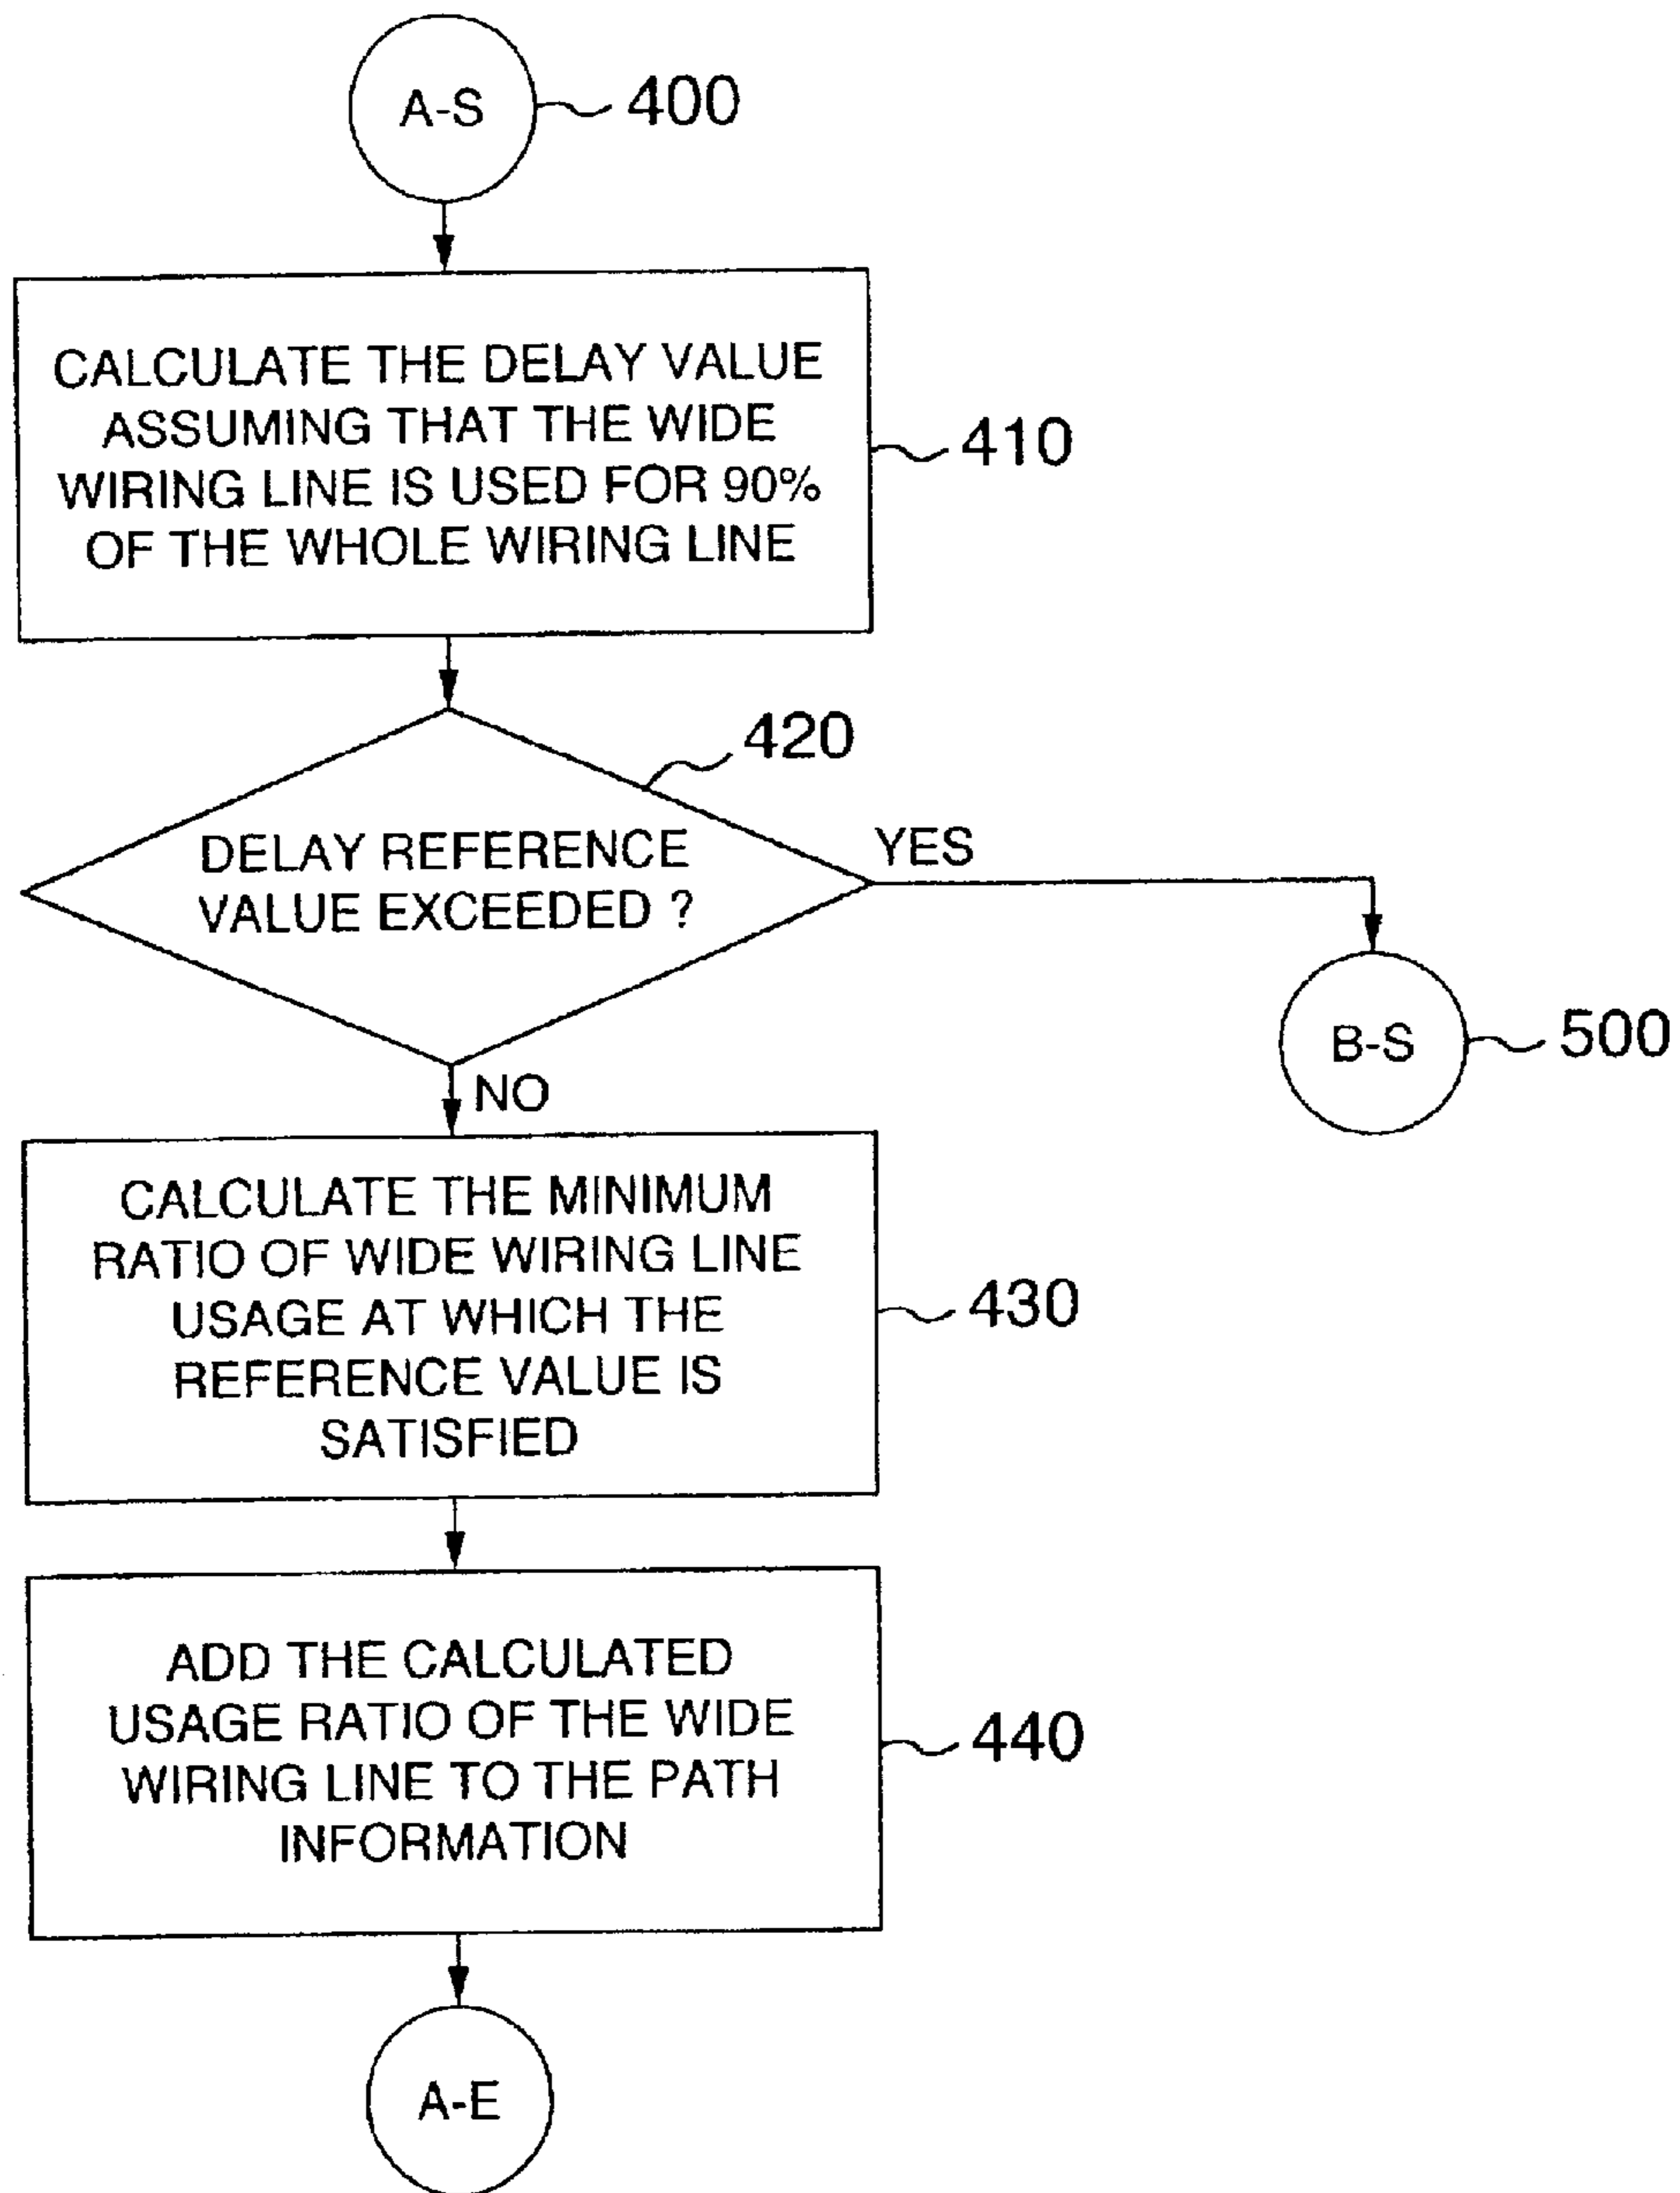 A-S
400
CALCULATE THE DELAY VALUE
ASSUMING THAT THE WIDE
WIRING LINE IS USED FOR 90%
OF THE WHOLE WIRING LINE
410
420
DELAY REFERENCE
VALUE EXCEEDED ?
YES
B-S
500
NO
CALCULATE THE MINIMUM
RATIO OF WIDE WIRING LINE
USAGE AT WHICH THE
REFERENCE VALUE IS
SATISFIED
430
ADD THE CALCULATED
USAGE RATIO OF THE WIDE
WIRING LINE TO THE PATH
INFORMATION
440
A-E